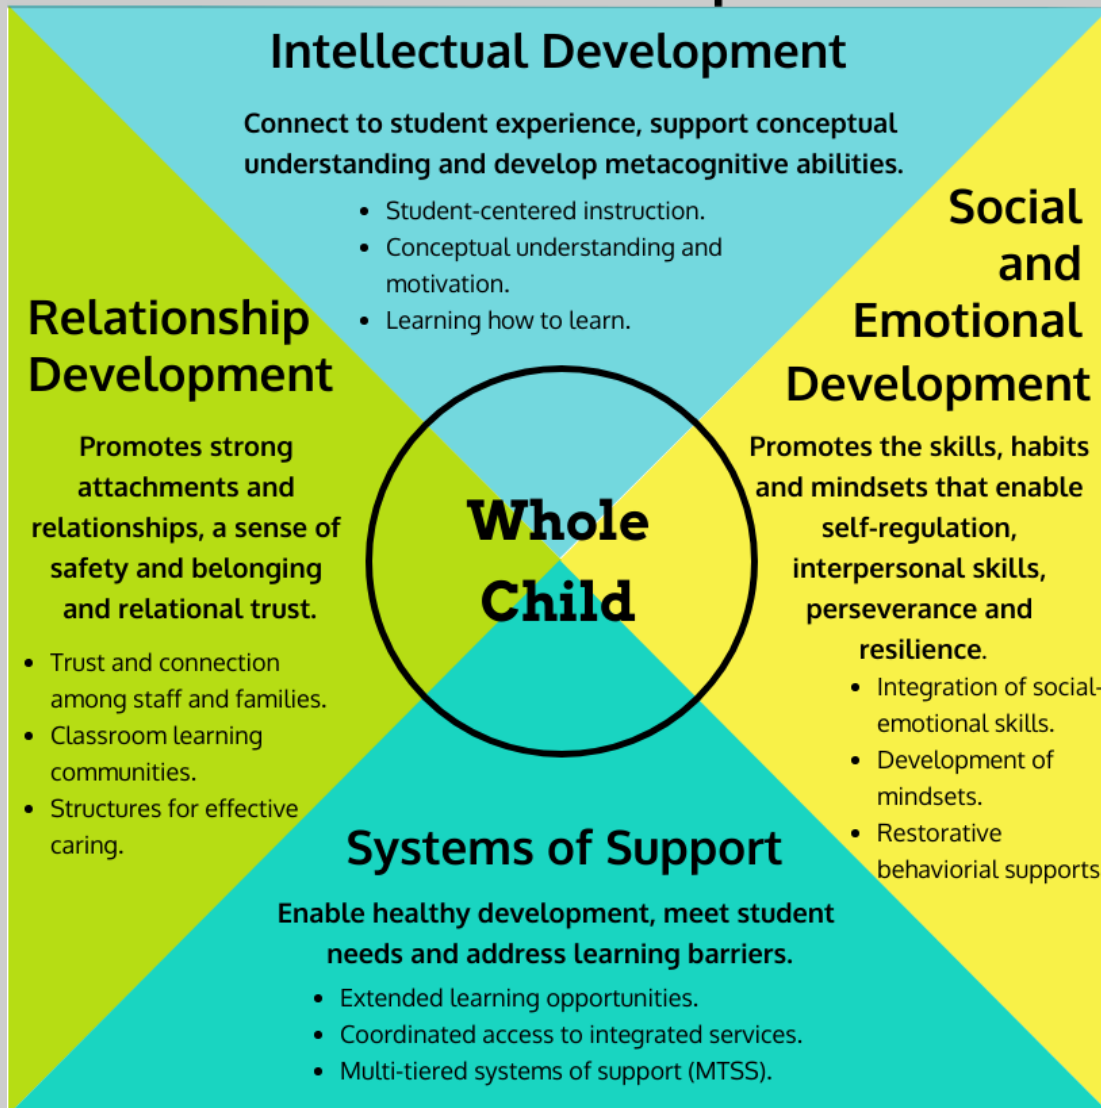 Intellectual Development
Connect to student experience, support conceptual
understanding and develop metacognitive abilities.
• Student-centered instruction.
• Conceptual understanding and
motivation.
• Learning how to learn.
Relationship
Development
Promotes strong
attachments and
relationships, a sense of
safety and belonging
and relational trust.
• Trust and connection
among staff and families.
• Classroom learning
communities.
• Structures for effective
caring.
Whole
Child
Social
and
Emotional
Development
Promotes the skills, habits
and mindsets that enable
self-regulation,
interpersonal skills,
perseverance and
resilience.
• Integration of social-
emotional skills.
• Development of
mindsets.
• Restorative
behaviorial supports
Systems of Support
Enable healthy development, meet student
needs and address learning barriers.
• Extended learning opportunities.
• Coordinated access to integrated services.
• Multi-tiered systems of support (MTSS).